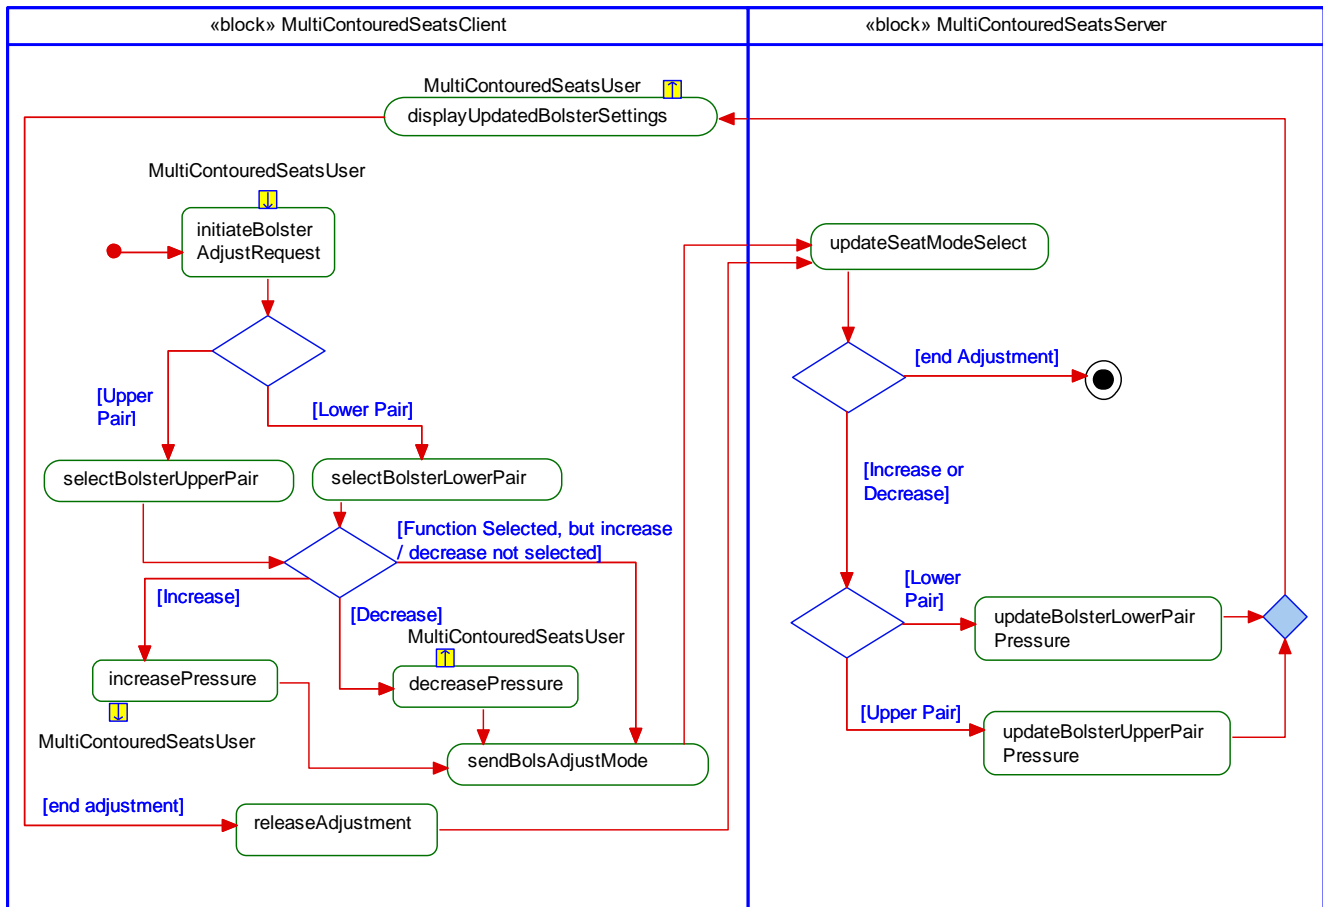 «block» MultiContouredSeatsClient
«block» MultiContouredSeatsServer
MultiContouredSeatsUser
displayUpdatedBolsterSettings
MultiContouredSeatsUser
initiateBolster
AdjustRequest
updateSeatModeSelect
[end Adjustment]
[Upper
Pair]
[Lower Pair]
selectBolsterUpperPair
selectBolsterLowerPair
[Increase or
Decrease]
[Function Selected, but increase
/ decrease not selected]
[Increase]
[Decrease]
[Lower
Pair]
updateBolsterLowerPair
Pressure
MultiContouredSeatsUser
increasePressure
decreasePressure
MultiContouredSeatsUser
[Upper Pair]
updateBolsterUpperPair
Pressure
sendBolsAdjustMode
[end adjustment]
releaseAdjustment